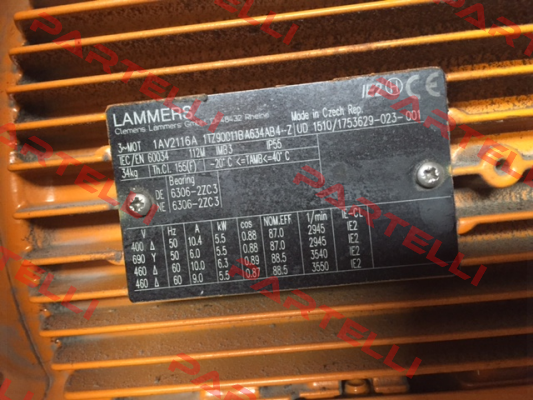 LAMMERS
IE2 H CE
Clemens Lammers GmbH 48432 Rheine
Made in Czech Rep.
3-MOT 1AV2116A 1TZ90011BA634AB4-Z UD 1510/1753629-023-001
IEC/EN 60034 112M IMB3 IP55
34kg Th.CL.155(F) -20°C <=TAMB<=40°C
Bearing
DE 6306-2ZC3
NE 6306-2ZC3
V Hz A kW cos NOM.EFF 1/min IE-CL
400 Δ 50 10.4 5.5 0.88 87.0 2945 IE2
690 Y 50 6.0 5.5 0.88 87.0 2945 IE2
460 Δ 60 10.0 6.3 0.89 88.5 3540 IE2
460 Δ 60 9.0 5.5 0.87 88.5 3550 IE2
PARTELLI
PARTELLI
PARTELLI
PARTELLI
PARTELLI